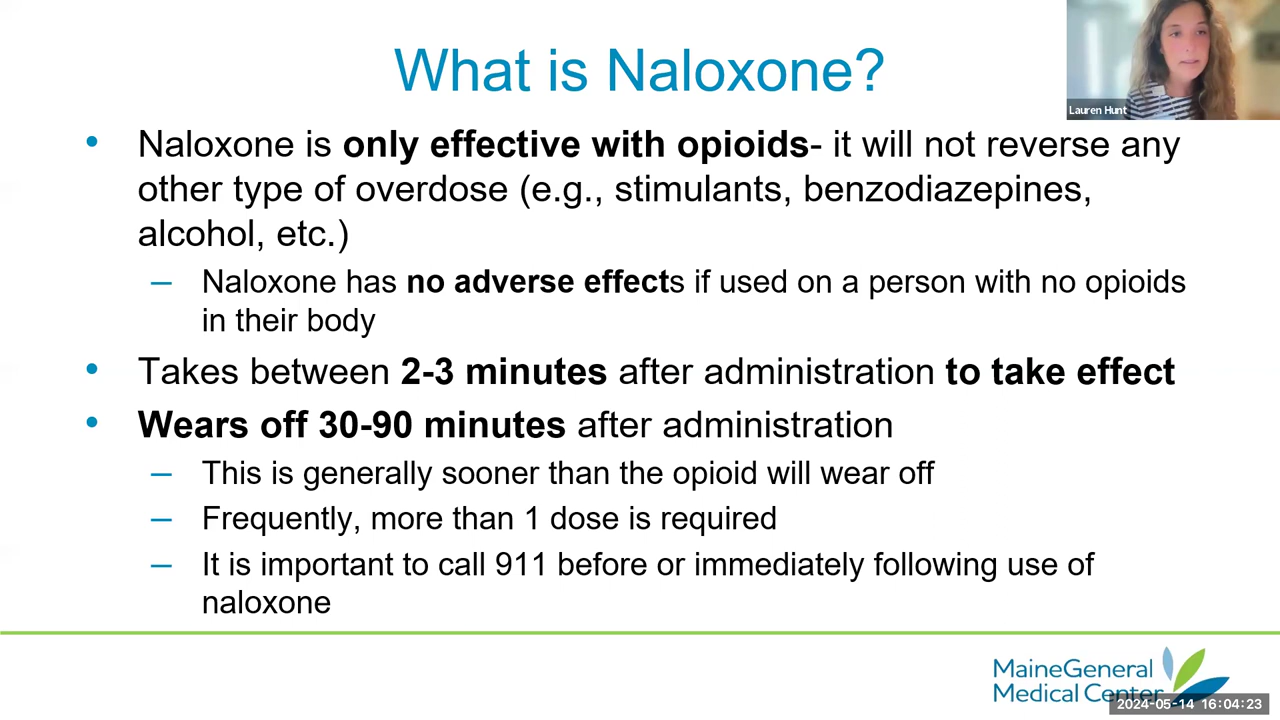 What is Naloxone?
Lauren Hunt
• Naloxone is only effective with opioids- it will not reverse any
other type of overdose (e.g., stimulants, benzodiazepines,
alcohol, etc.)
– Naloxone has no adverse effects if used on a person with no opioids
in their body
• Takes between 2-3 minutes after administration to take effect
• Wears off 30-90 minutes after administration
– This is generally sooner than the opioid will wear off
– Frequently, more than 1 dose is required
– It is important to call 911 before or immediately following use of
naloxone
MaineGeneral
Medical Center
2024-05-14 16:04:23